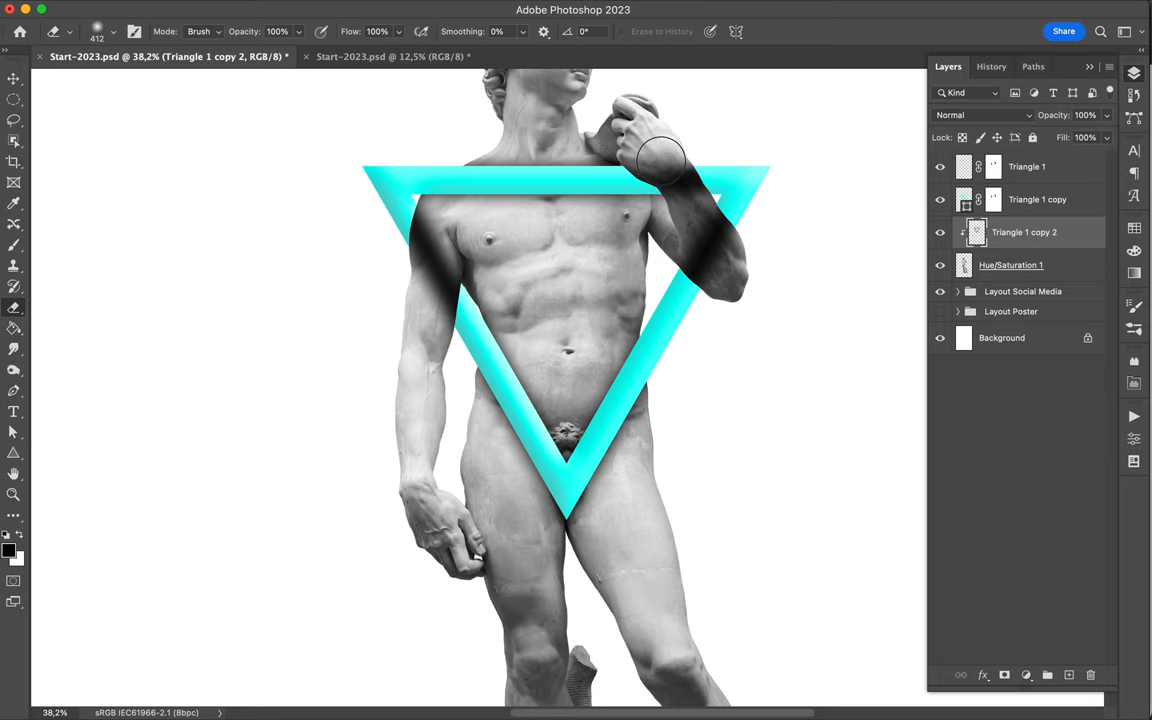 Adobe Photoshop 2023
Mode: Brush Opacity: 100% Flow: 100% Smoothing: 0% 0° Erase to History Share
412
× Start-2023.psd @ 38,2% (Triangle 1 copy 2, RGB/8) * × Start-2023.psd @ 12,5% (RGB/8) *
Layers History Paths
Kind
Normal Opacity: 100%
Lock: Fill: 100%
Triangle 1
Triangle 1 copy
Triangle 1 copy 2
Hue/Saturation 1
Layout Social Media
Layout Poster
Background
38,2% sRGB IEC61966-2.1 (8bpc)